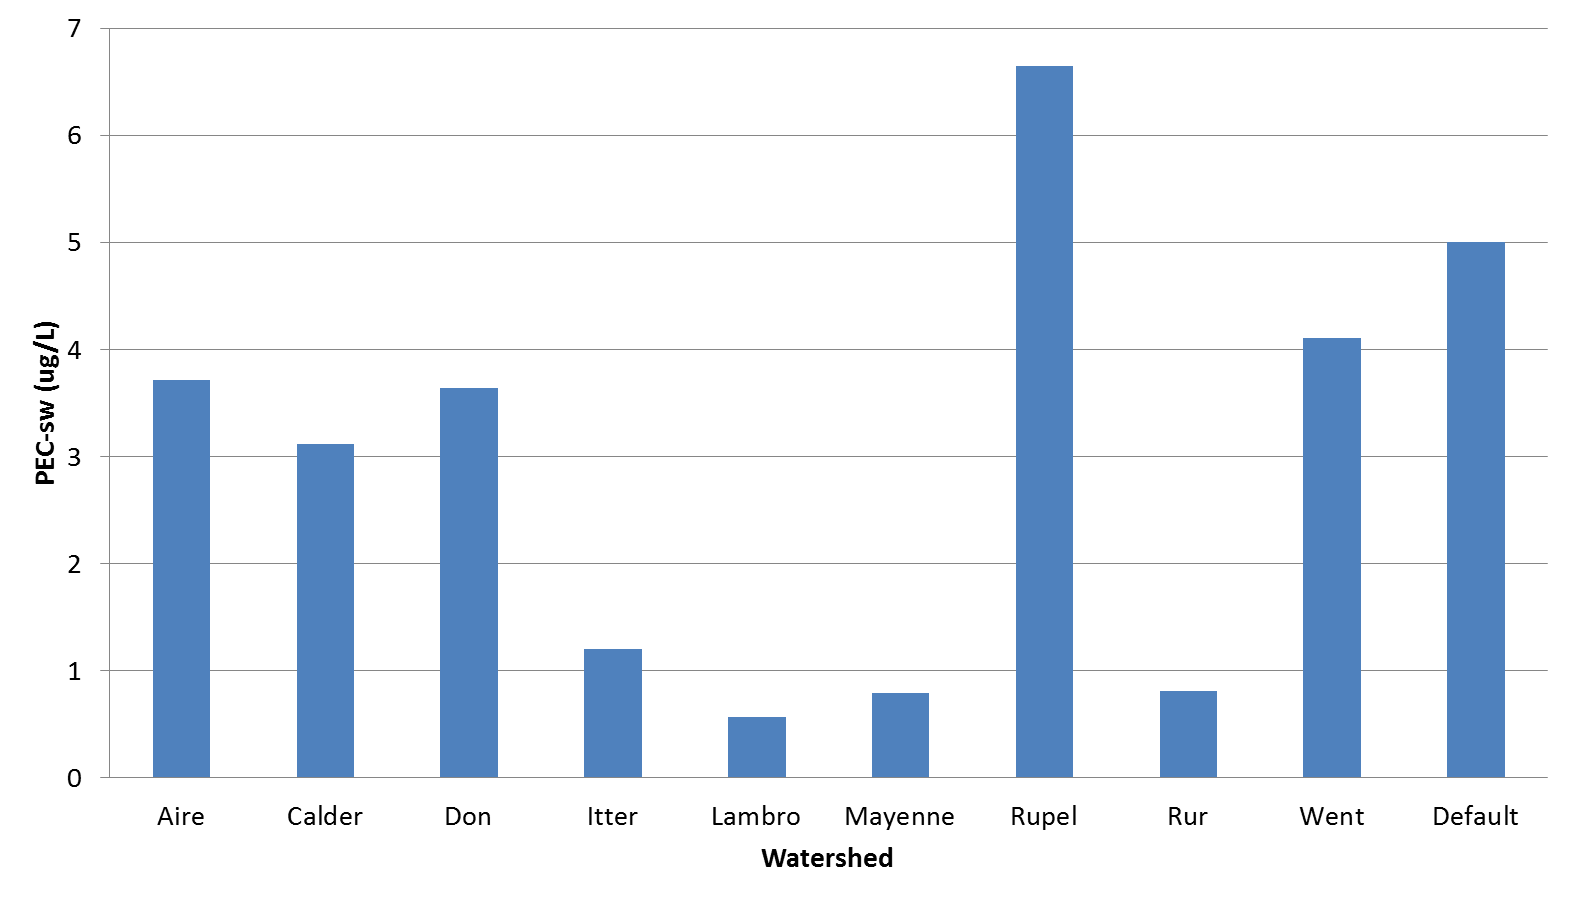 7
6
5
4
3
2
1
0
PEC-sw (ug/L)
Aire Calder Don Itter Lambro Mayenne Rupel Rur Went Default
Watershed